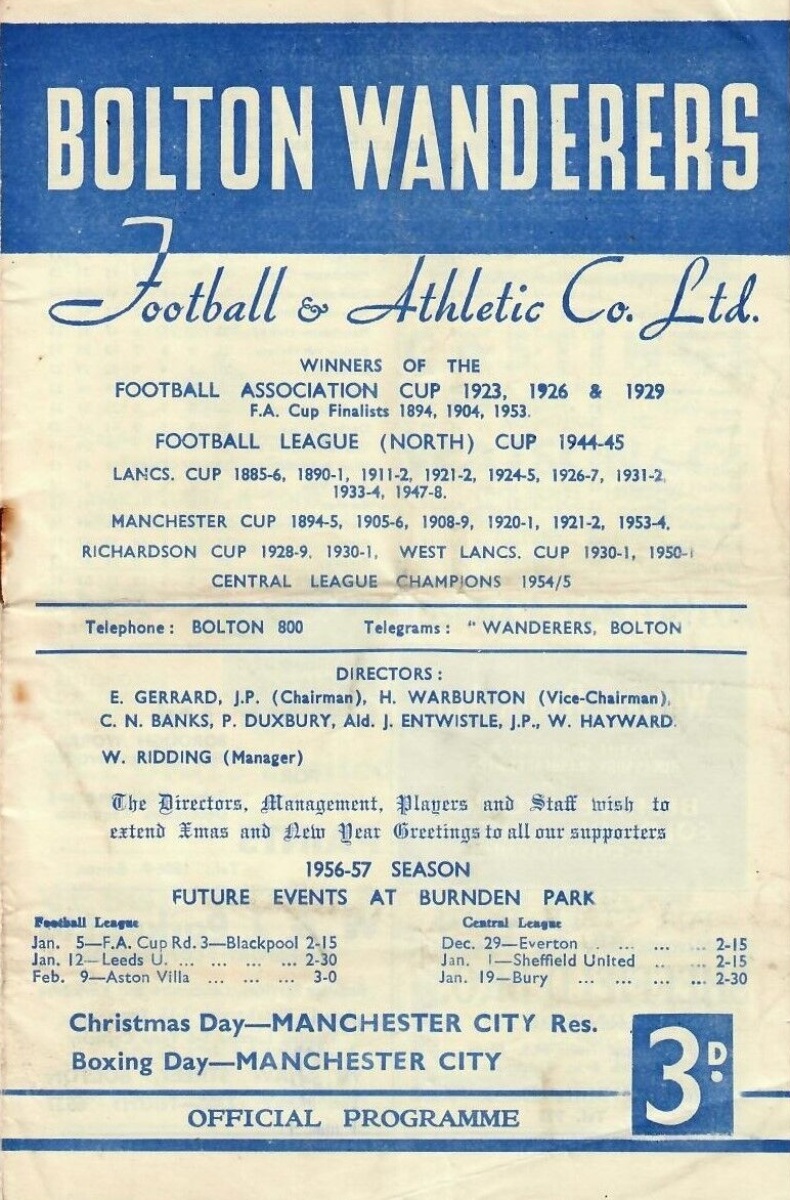 BOLTON WANDERERS
Football & Athletic Co. Ltd.
WINNERS OF THE
FOOTBALL ASSOCIATION CUP 1923, 1926 & 1929
F.A. Cup Finalists 1894, 1904, 1953.
FOOTBALL LEAGUE (NORTH) CUP 1944-45
LANCS. CUP 1885-6, 1890-1, 1911-2, 1921-2, 1924-5, 1926-7, 1931-2,
1933-4, 1947-8.
MANCHESTER CUP 1894-5, 1905-6, 1908-9, 1920-1, 1921-2, 1953-4,
RICHARDSON CUP 1928-9, 1930-1, WEST LANCS. CUP 1930-1, 1950-1
CENTRAL LEAGUE CHAMPIONS 1954/5
Telephone: BOLTON 800 Telegrams: "WANDERERS, BOLTON
DIRECTORS:
E. GERRARD, J.P. (Chairman), H. WARBURTON (Vice-Chairman),
C. N. BANKS, P. DUXBURY, Ald. J. ENTWISTLE, J.P., W. HAYWARD.
W. RIDDING (Manager)
The Directors, Management, Players and Staff wish to
extend Xmas and New Year Greetings to all our supporters
1956-57 SEASON
FUTURE EVENTS AT BURNDEN PARK
Football League Central League
Jan. 5—F.A. Cup Rd. 3—Blackpool 2-15 Dec. 29—Everton . ... ... ... 2-15
Jan. 12—Leeds U. ... ... ... ... 2-30 Jan. 1—Sheffield United .. ... 2-15
Feb. 9—Aston Villa ... ... ... 3-0 Jan. 19—Bury ... ... ... ... 2-30
Christmas Day—MANCHESTER CITY Res.
Boxing Day—MANCHESTER CITY
3D.
OFFICIAL PROGRAMME